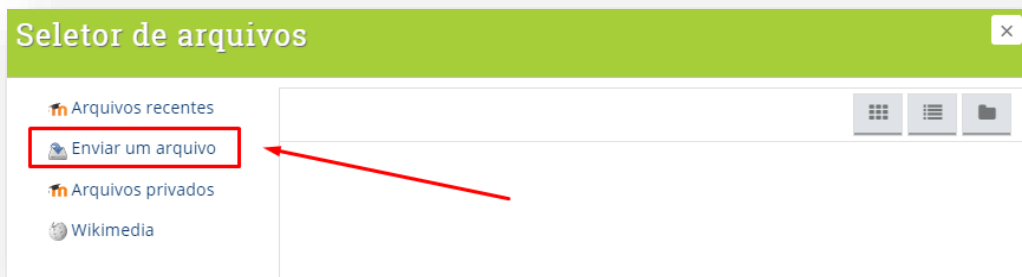 Seletor de arquivos
Arquivos recentes
Enviar um arquivo
Arquivos privados
Wikimedia